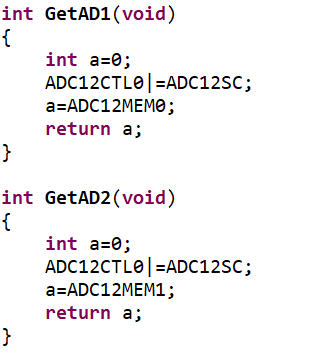 int GetAD1(void)
{
    int a=0;
    ADC12CTL0|=ADC12SC;
    a=ADC12MEM0;
    return a;
}

int GetAD2(void)
{
    int a=0;
    ADC12CTL0|=ADC12SC;
    a=ADC12MEM1;
    return a;
}